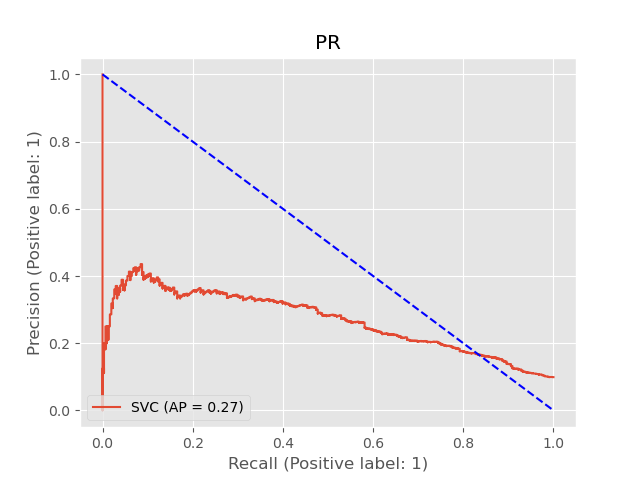 PR
1.0
0.8
0.6
0.4
0.2
0.0
Precision (Positive label: 1)
SVC (AP = 0.27)
0.0 0.2 0.4 0.6 0.8 1.0
Recall (Positive label: 1)